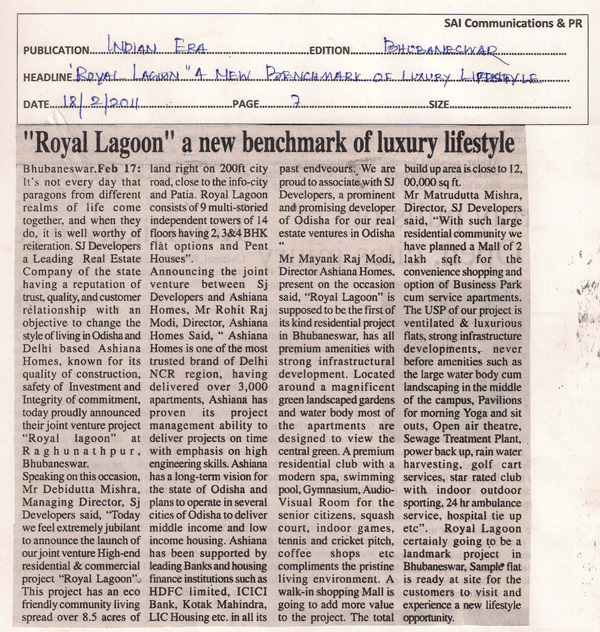 SAI Communications & PR
PUBLICATION INDIAN ERA EDITION BHUBANESWAR
HEADLINE "ROYAL LAGOON" A NEW BENCHMARK OF LUXURY LIFESTYLE
DATE 18/2/2011 PAGE 7 SIZE
"Royal Lagoon" a new benchmark of luxury lifestyle
Bhubaneswar.Feb 17:
It's not every day that
paragons from different
realms of life come
together, and when they
do, it is well worthy of
reiteration. SJ Developers
a Leading Real Estate
Company of the state
having a reputation of
trust, quality, and customer
relationship with an
objective to change the
style of living in Odisha and
Delhi based Ashiana
Homes, known for its
quality of construction,
safety of Investment and
Integrity of commitment,
today proudly announced
their joint venture project
"Royal lagoon" at
Raghunathpur,
Bhubaneswar.
Speaking on this occasion,
Mr Debidutta Mishra,
Managing Director, Sj
Developers said, "Today
we feel extremely jubilant
to announce the launch of
our joint venture High-end
residential & commercial
project "Royal Lagoon".
This project has an eco
friendly community living
spread over 8.5 acres of
land right on 200ft city
road, close to the info-city
and Patia. Royal Lagoon
consists of 9 multi-storied
independent towers of 14
floors having 2, 3&4 BHK
flat options and Pent
Houses".
Announcing the joint
venture between Sj
Developers and Ashiana
Homes, Mr Rohit Raj
Modi, Director, Ashiana
Homes Said, " Ashiana
Homes is one of the most
trusted brand of Delhi
NCR region, having
delivered over 3,000
apartments, Ashiana has
proven its project
management ability to
deliver projects on time
with emphasis on high
engineering skills. Ashiana
has a long-term vision for
the state of Odisha and
plans to operate in several
cities of Odisha to deliver
middle income and low
income housing. Ashiana
has been supported by
leading Banks and housing
finance institutions such as
HDFC limited, ICICI
Bank, Kotak Mahindra,
LIC Housing etc. in all its
past endveours. We are
proud to associate with SJ
Developers, a prominent
and promising developer
of Odisha for our real
estate ventures in Odisha
"
Mr Mayank Raj Modi,
Director Ashiana Homes,
present on the occasion
said, "Royal Lagoon" is
supposed to be the first of
its kind residential project
in Bhubaneswar, has all
premium amenities with
strong infrastructural
development. Located
around a magnificent
green landscaped gardens
and water body most of
the apartments are
designed to view the
central green. A premium
residential club with a
modern spa, swimming
pool, Gymnasium, Audio-
Visual Room for the
senior citizens, squash
court, indoor games,
tennis and cricket pitch,
coffee shops etc
compliments the pristine
living environment. A
walk-in shopping Mall is
going to add more value
to the project. The total
build up area is close to 12,
00,000 sq ft.
Mr Matrudutta Mishra,
Director, SJ Developers
said, "With such large
residential community we
have planned a Mall of 2
lakh sqft for the
convenience shopping and
option of Business Park
cum service apartments.
The USP of our project is
ventilated & luxurious
flats, strong infrastructure
developments, never
before amenities such as
the large water body cum
landscaping in the middle
of the campus, Pavilions
for morning Yoga and sit
outs, Open air theatre,
Sewage Treatment Plant,
power back up, rain water
harvesting, golf cart
services, star rated club
with indoor outdoor
sporting, 24 hr ambulance
service, hospital tie up
etc". Royal Lagoon
certainly going to be a
landmark project in
Bhubaneswar, Sample flat
is ready at site for the
customers to visit and
experience a new lifestyle
opportunity.